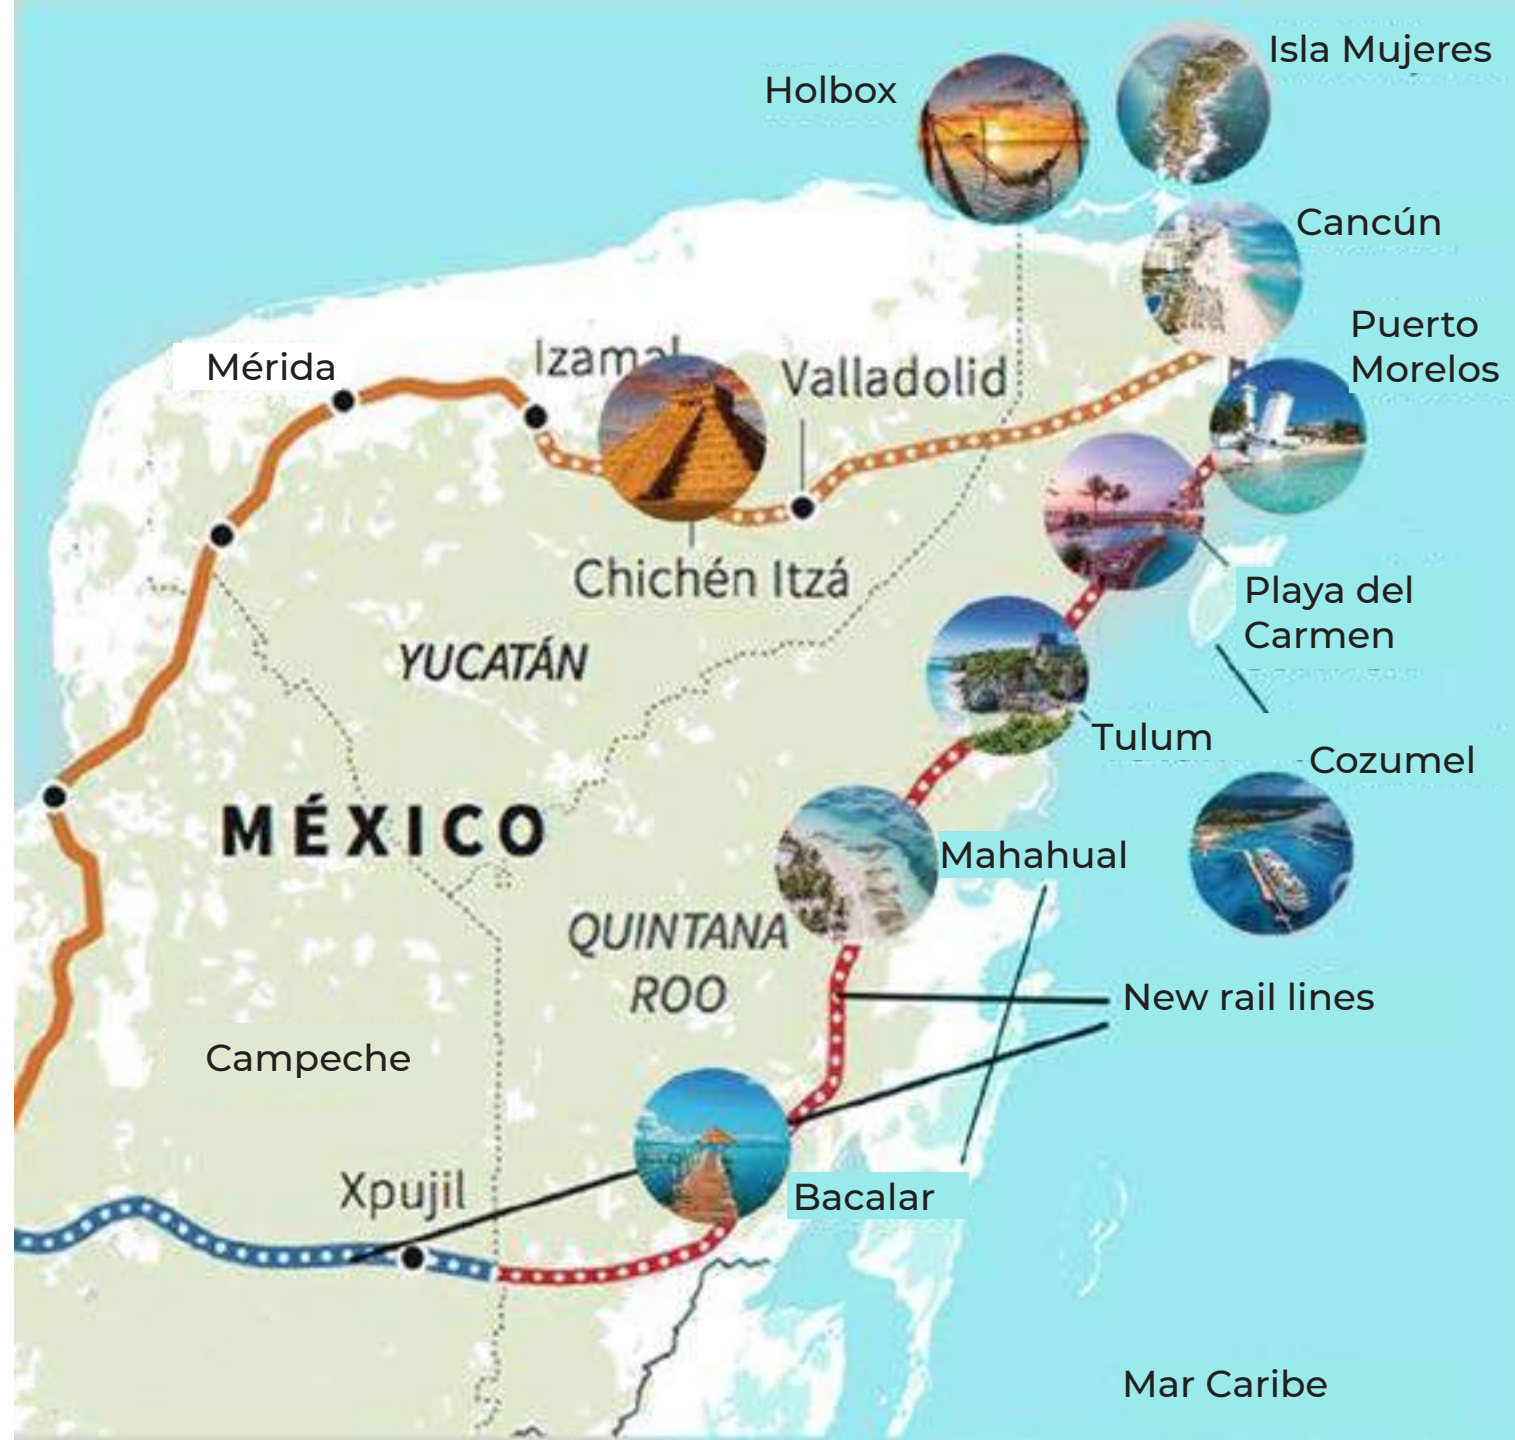 Isla Mujeres
Holbox
Cancún
Puerto
Morelos
Mérida
Izamal
Valladolid
Chichén Itzá
Playa del
Carmen
YUCATÁN
Tulum
Cozumel
MÉXICO
Mahahual
QUINTANA
ROO
New rail lines
Campeche
Xpujil
Bacalar
Mar Caribe